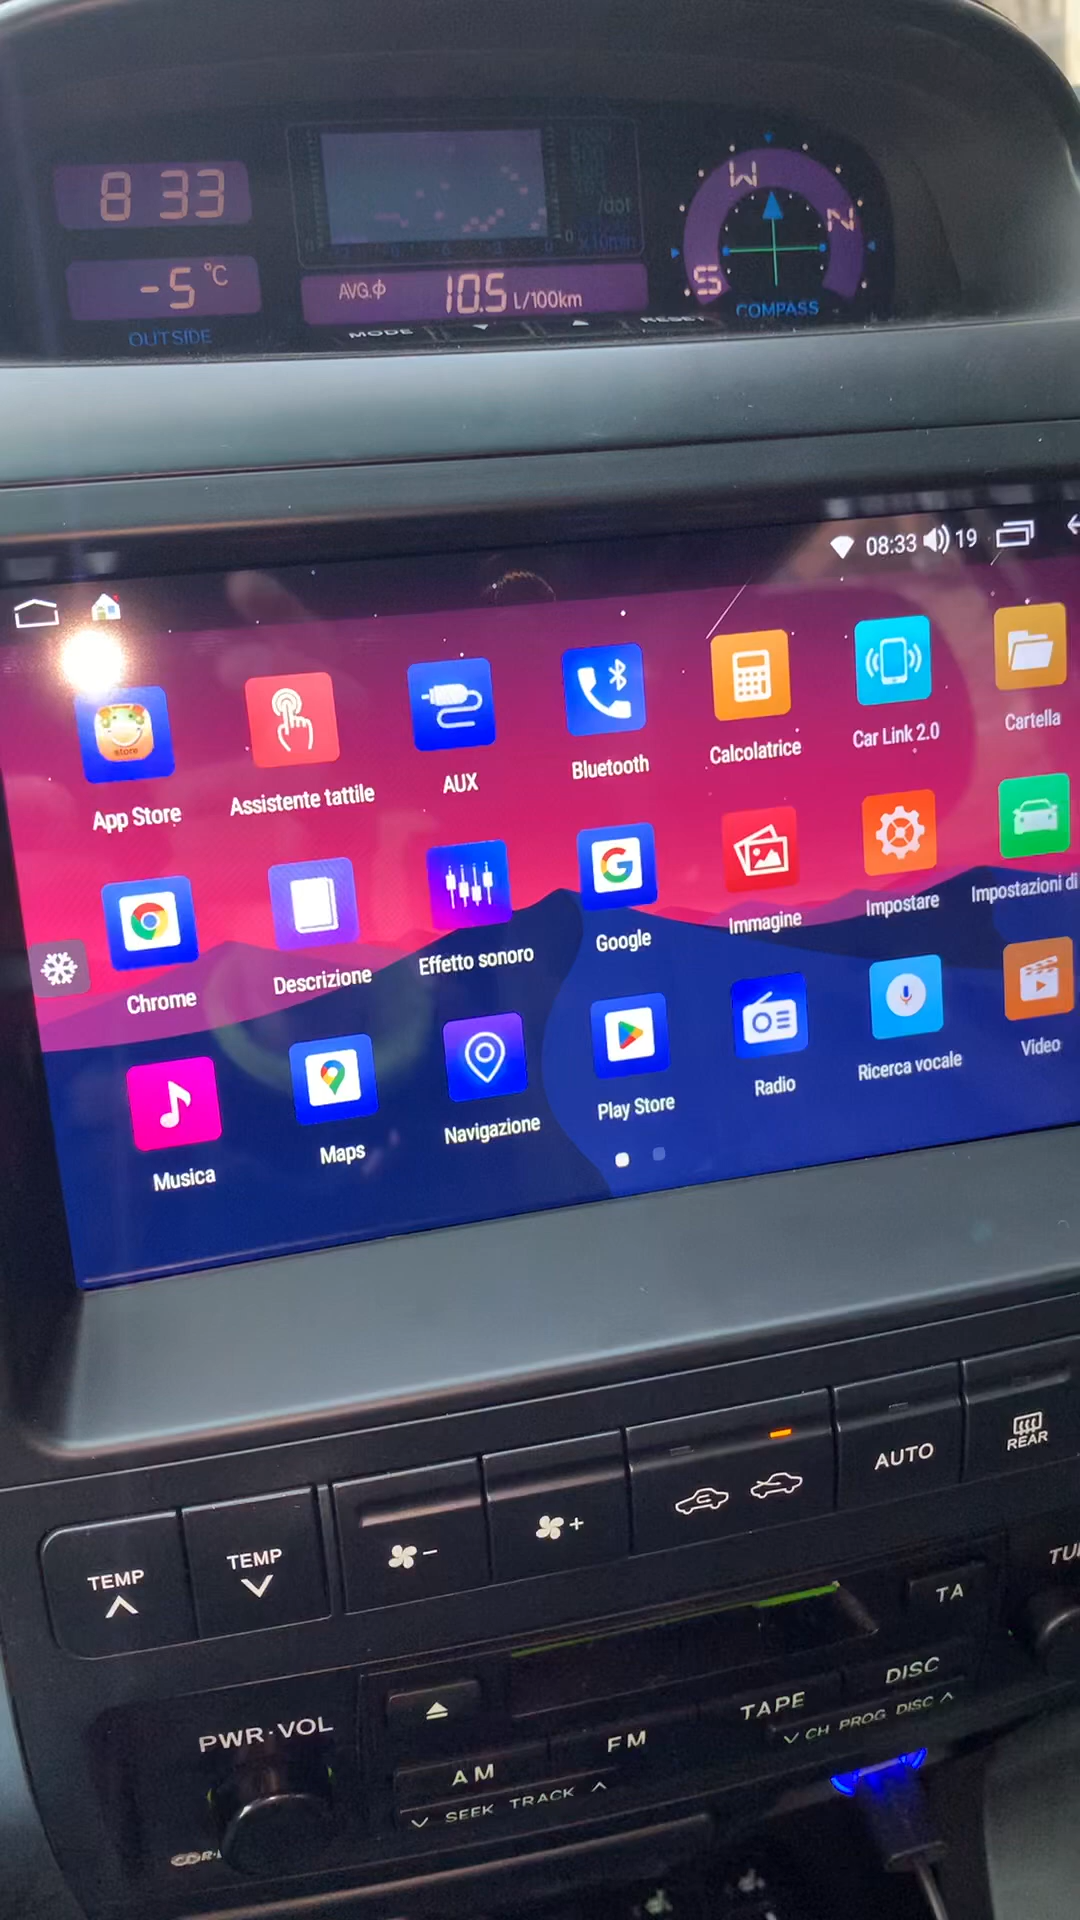 8 33
-5 °C
OUTSIDE
/dot
X10min
AVG.ϕ 10.5 L/100km
MODE
RESET
W
N
S
COMPASS
08:33 19
store
App Store
Assistente tattile
AUX
Bluetooth
Calcolatrice
Car Link 2.0
Cartella
Chrome
Descrizione
Effetto sonoro
Google
Immagine
Impostare
Impostazioni di
Musica
Maps
Navigazione
Play Store
Radio
Ricerca vocale
Video
TEMP
TEMP
−
+
AUTO
REAR
TA
PWR·VOL
AM
FM
TAPE
DISC
SEEK TRACK
CH PROG DISC